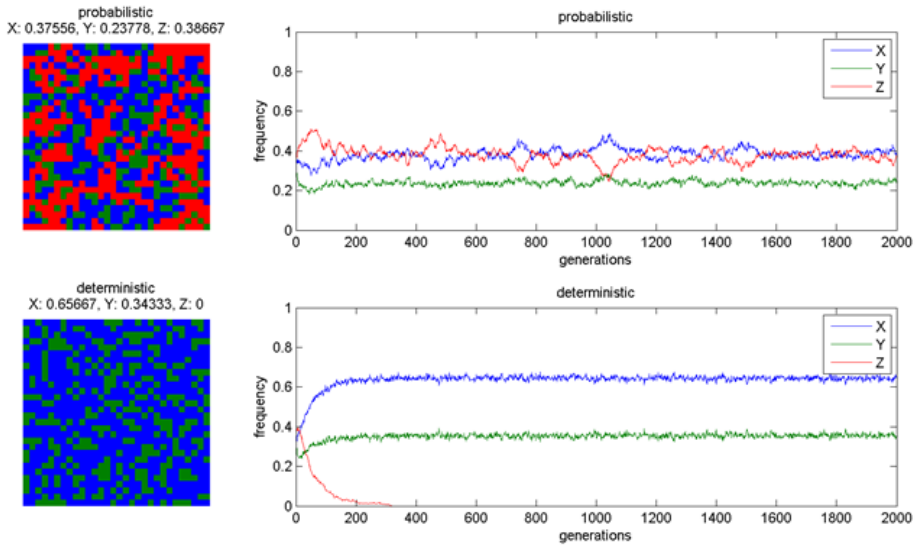 probabilistic
X: 0.37556, Y: 0.23778, Z: 0.38667
probabilistic
1
0.8
0.6
0.4
0.2
0
frequency
X
Y
Z
0 200 400 600 800 1000 1200 1400 1600 1800 2000
generations
deterministic
X: 0.65667, Y: 0.34333, Z: 0
deterministic
1
0.8
0.6
0.4
0.2
0
frequency
X
Y
Z
0 200 400 600 800 1000 1200 1400 1600 1800 2000
generations